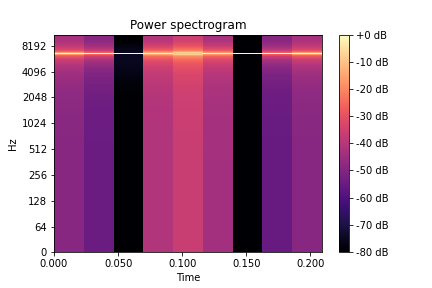 Power spectrogram
Hz
8192
4096
2048
1024
512
256
128
64
0
0.000 0.050 0.100 0.150 0.200
Time
+0 dB
-10 dB
-20 dB
-30 dB
-40 dB
-50 dB
-60 dB
-70 dB
-80 dB